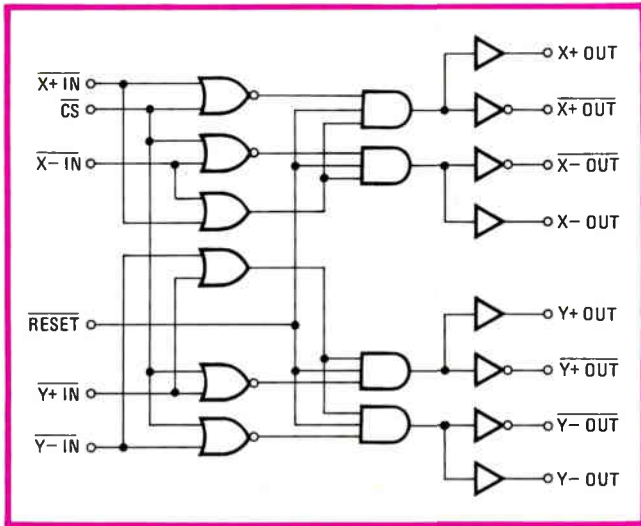 X+ IN
CS
X- IN
RESET
Y+ IN
Y- IN
X+ OUT
X+ OUT
X- OUT
X- OUT
Y+ OUT
Y+ OUT
Y- OUT
Y- OUT